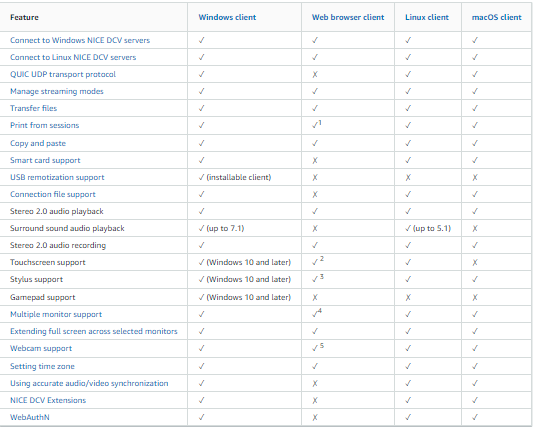 Feature Windows client Web browser client Linux client macOS client
Connect to Windows NICE DCV servers ✓ ✓ ✓ ✓
Connect to Linux NICE DCV servers ✓ ✓ ✓ ✓
QUIC UDP transport protocol ✓ ✗ ✓ ✓
Manage streaming modes ✓ ✓ ✓ ✓
Transfer files ✓ ✓ ✓ ✓
Print from sessions ✓ ✓1 ✓ ✓
Copy and paste ✓ ✓ ✓ ✓
Smart card support ✓ ✗ ✓ ✓
USB remotization support ✓ (installable client) ✗ ✗ ✗
Connection file support ✓ ✗ ✓ ✓
Stereo 2.0 audio playback ✓ ✓ ✓ ✓
Surround sound audio playback ✓ (up to 7.1) ✗ ✓ (up to 5.1) ✗
Stereo 2.0 audio recording ✓ ✓ ✓ ✓
Touchscreen support ✓ (Windows 10 and later) ✓ 2 ✓ ✗
Stylus support ✓ (Windows 10 and later) ✓ 3 ✓ ✓
Gamepad support ✓ (Windows 10 and later) ✗ ✗ ✗
Multiple monitor support ✓ ✓4 ✓ ✓
Extending full screen across selected monitors ✓ ✓ ✓ ✓
Webcam support ✓ ✓ 5 ✓ ✓
Setting time zone ✓ ✓ ✓ ✓
Using accurate audio/video synchronization ✓ ✗ ✓ ✓
NICE DCV Extensions ✓ ✗ ✓ ✓
WebAuthN ✓ ✗ ✓ ✓